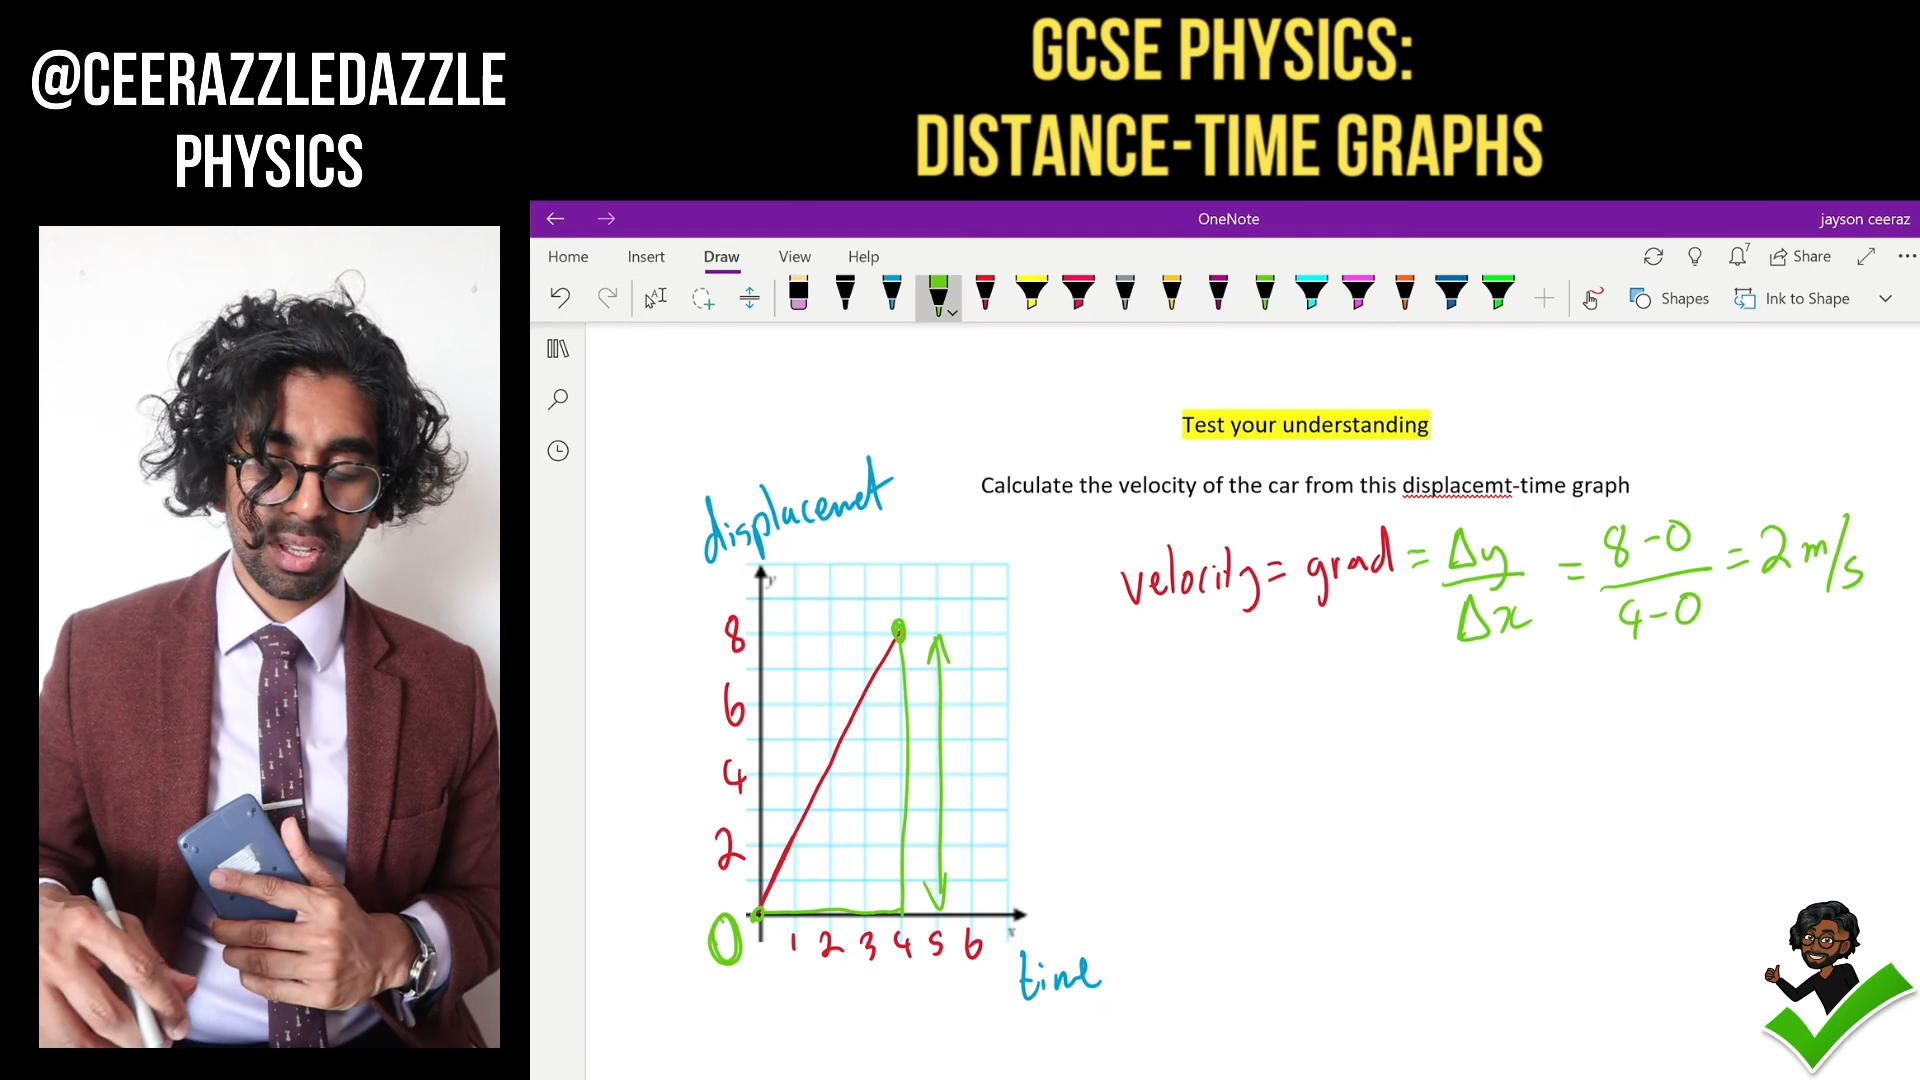 @CEERAZZLEDAZZLE
PHYSICS
GCSE PHYSICS:
DISTANCE-TIME GRAPHS
OneNote
jayson ceeraz
Home Insert Draw View Help
7 Share
Shapes Ink to Shape
Test your understanding
Calculate the velocity of the car from this displacemt-time graph
displacemet
velocity = grad = Δy/Δx = 8-0/4-0 = 2 m/s
y
8
6
4
2
0
1 2 3 4 5 6
x
time